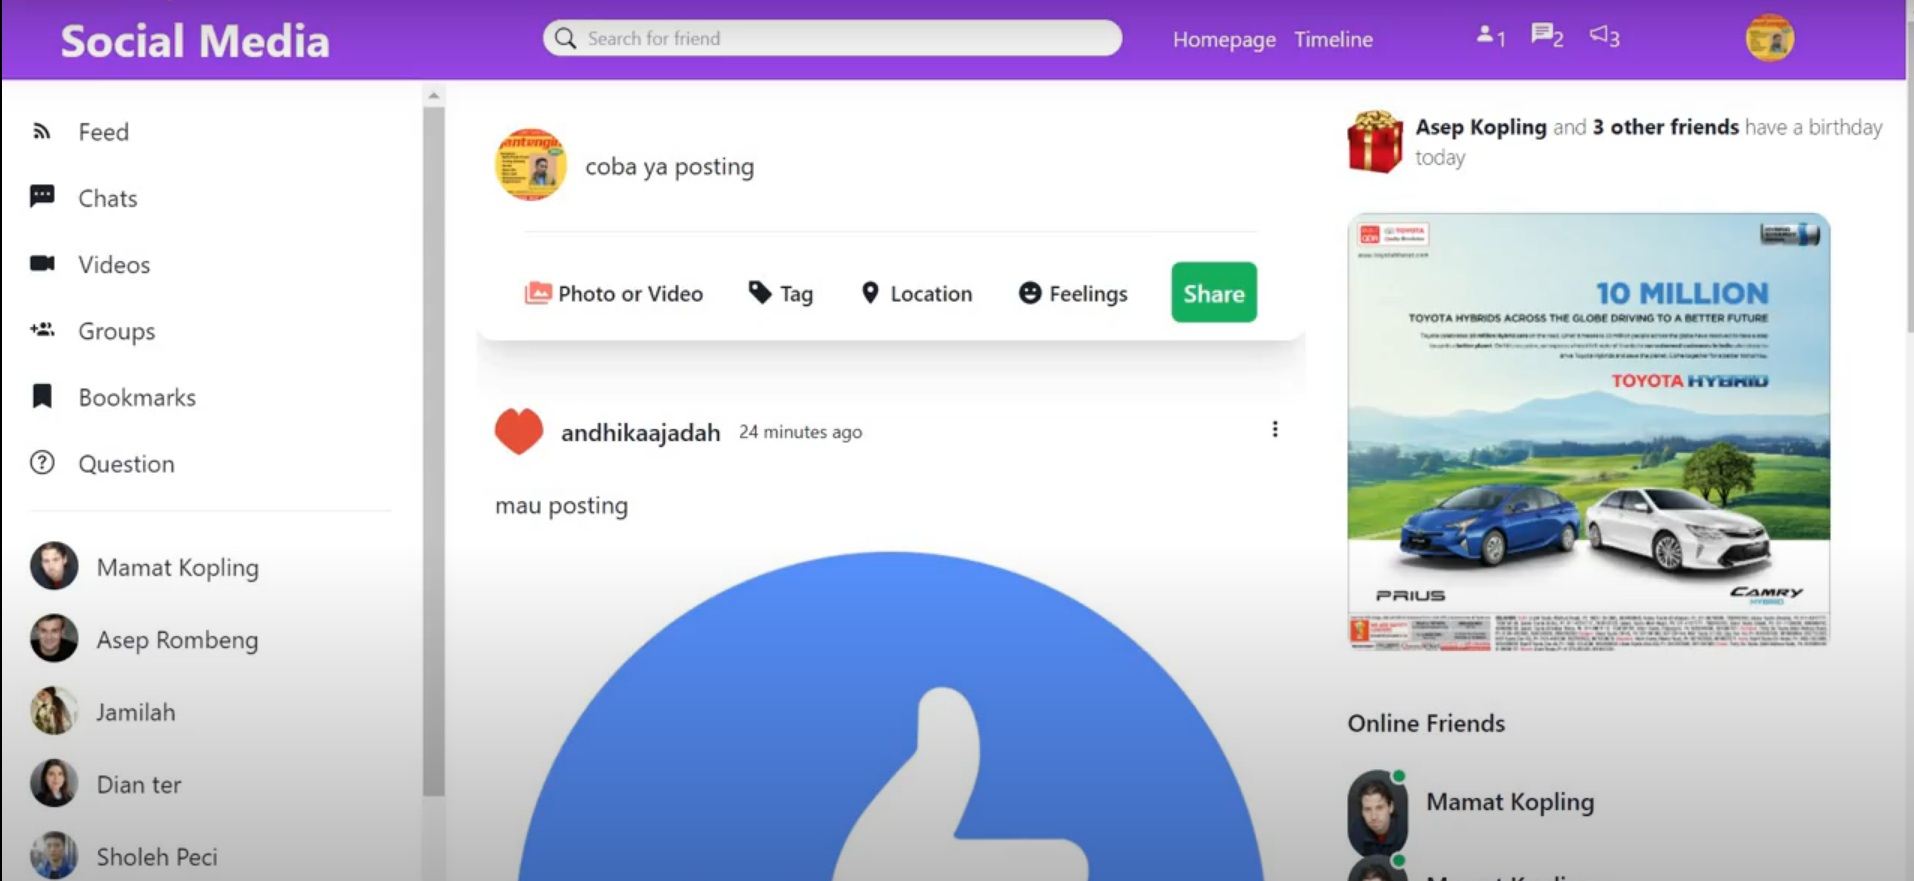 Social Media
Search for friend
Homepage Timeline
1 2 3
Feed
Chats
Videos
Groups
Bookmarks
Question
Mamat Kopling
Asep Rombeng
Jamilah
Dian ter
Sholeh Peci
coba ya posting
Photo or Video Tag Location Feelings Share
andhikaajadah 24 minutes ago
mau posting
Asep Kopling and 3 other friends have a birthday
today
TOYOTA
10 MILLION
TOYOTA HYBRIDS ACROSS THE GLOBE DRIVING TO A BETTER FUTURE
TOYOTA HYBRID
PRIUS
CAMRY
HYBRID
Online Friends
Mamat Kopling